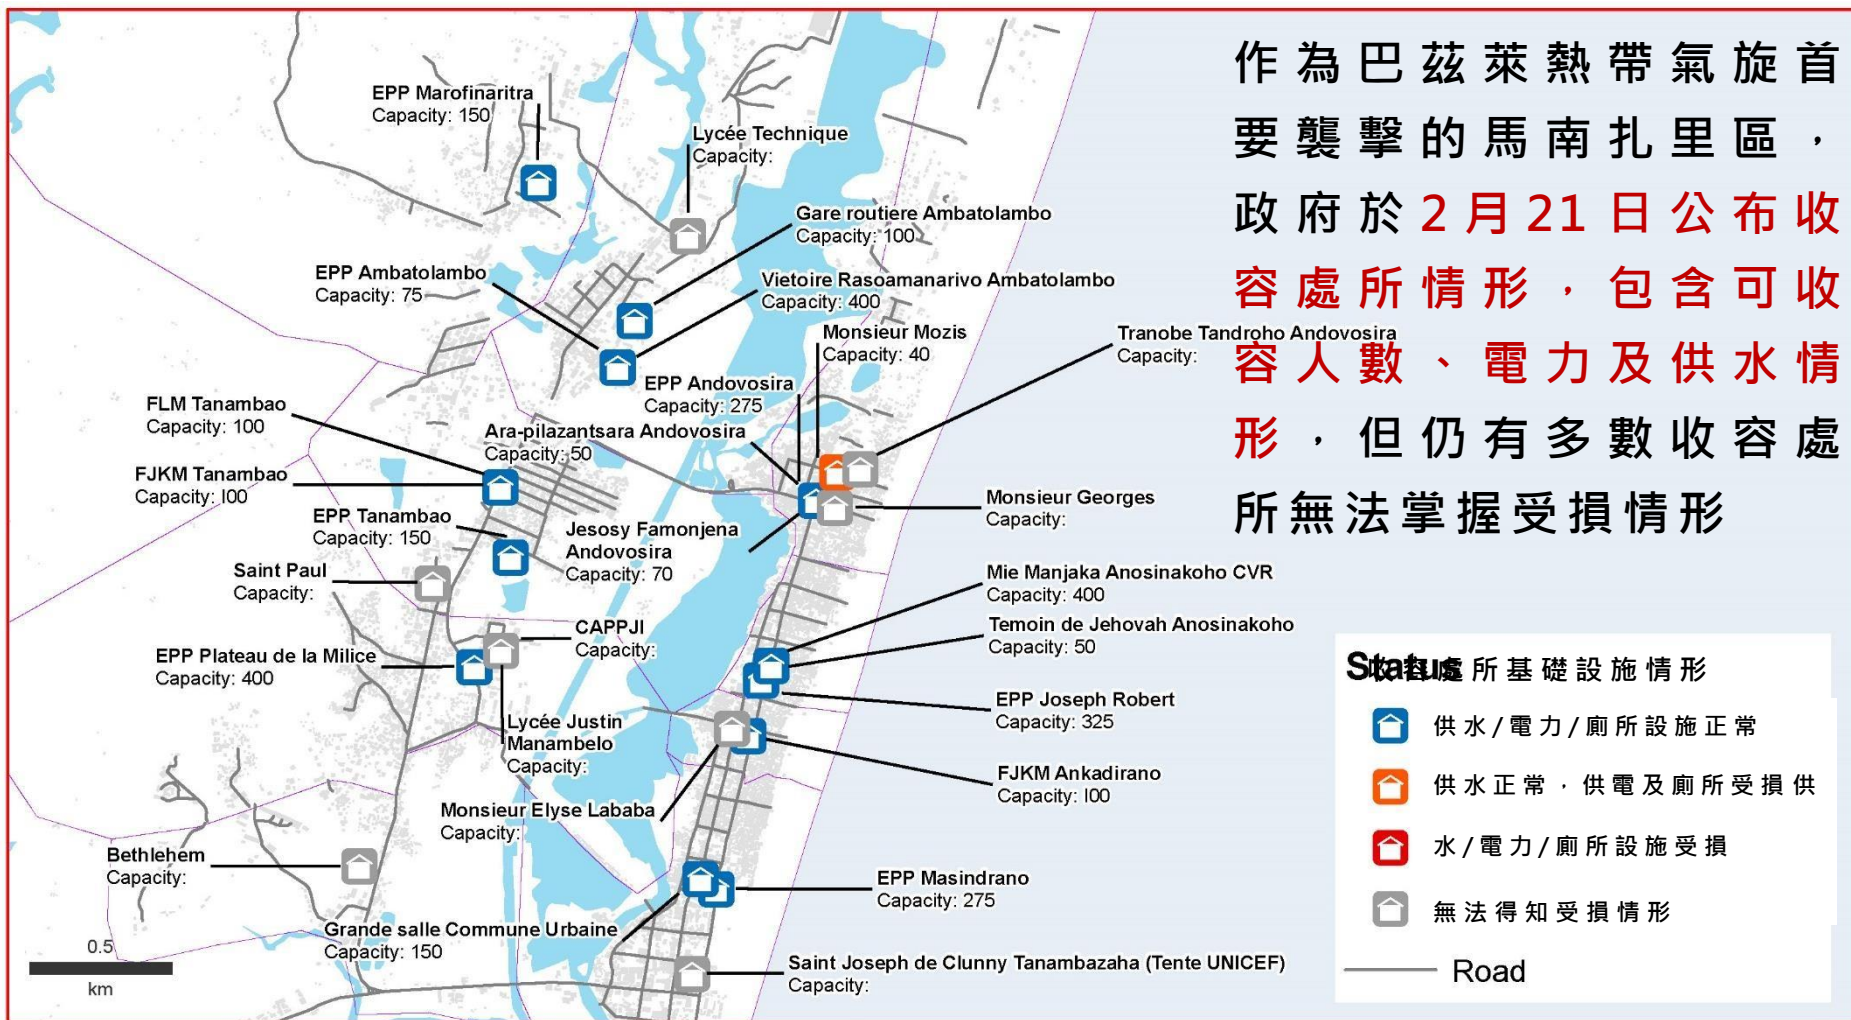 作為巴茲萊熱帶氣旋首
要襲擊的馬南扎里區，
政府於2月21日公布收
容處所情形，包含可收
容人數、電力及供水情
形，但仍有多數收容處
所無法掌握受損情形
EPP Marofinaritra
Capacity: 150
Lycée Technique
Capacity:
Gare routiere Ambatolambo
Capacity: 100
EPP Ambatolambo
Capacity: 75
Vietoire Rasoamanarivo Ambatolambo
Capacity: 400
Monsieur Mozis
Capacity: 40
Tranobe Tandroho Andovosira
Capacity:
EPP Andovosira
Capacity: 275
FLM Tanambao
Capacity: 100
Ara-pilazantsara Andovosira
Capacity: 50
FJKM Tanambao
Capacity: I00
Monsieur Georges
Capacity:
EPP Tanambao
Capacity: 150
Jesosy Famonjena
Andovosira
Capacity: 70
Saint Paul
Capacity:
Mie Manjaka Anosinakoho CVR
Capacity: 400
CAPPJI
Capacity:
Temoin de Jehovah Anosinakoho
Capacity: 50
EPP Plateau de la Milice
Capacity: 400
EPP Joseph Robert
Capacity: 325
Lycée Justin
Manambelo
Capacity:
FJKM Ankadirano
Capacity: I00
Monsieur Elyse Lababa
Capacity:
Bethlehem
Capacity:
EPP Masindrano
Capacity: 275
Grande salle Commune Urbaine
Capacity: 150
Saint Joseph de Clunny Tanambazaha (Tente UNICEF)
Capacity:
0.5
km
Status
收容處所基礎設施情形
供水/電力/廁所設施正常
供水正常，供電及廁所受損供
水/電力/廁所設施受損
無法得知受損情形
Road